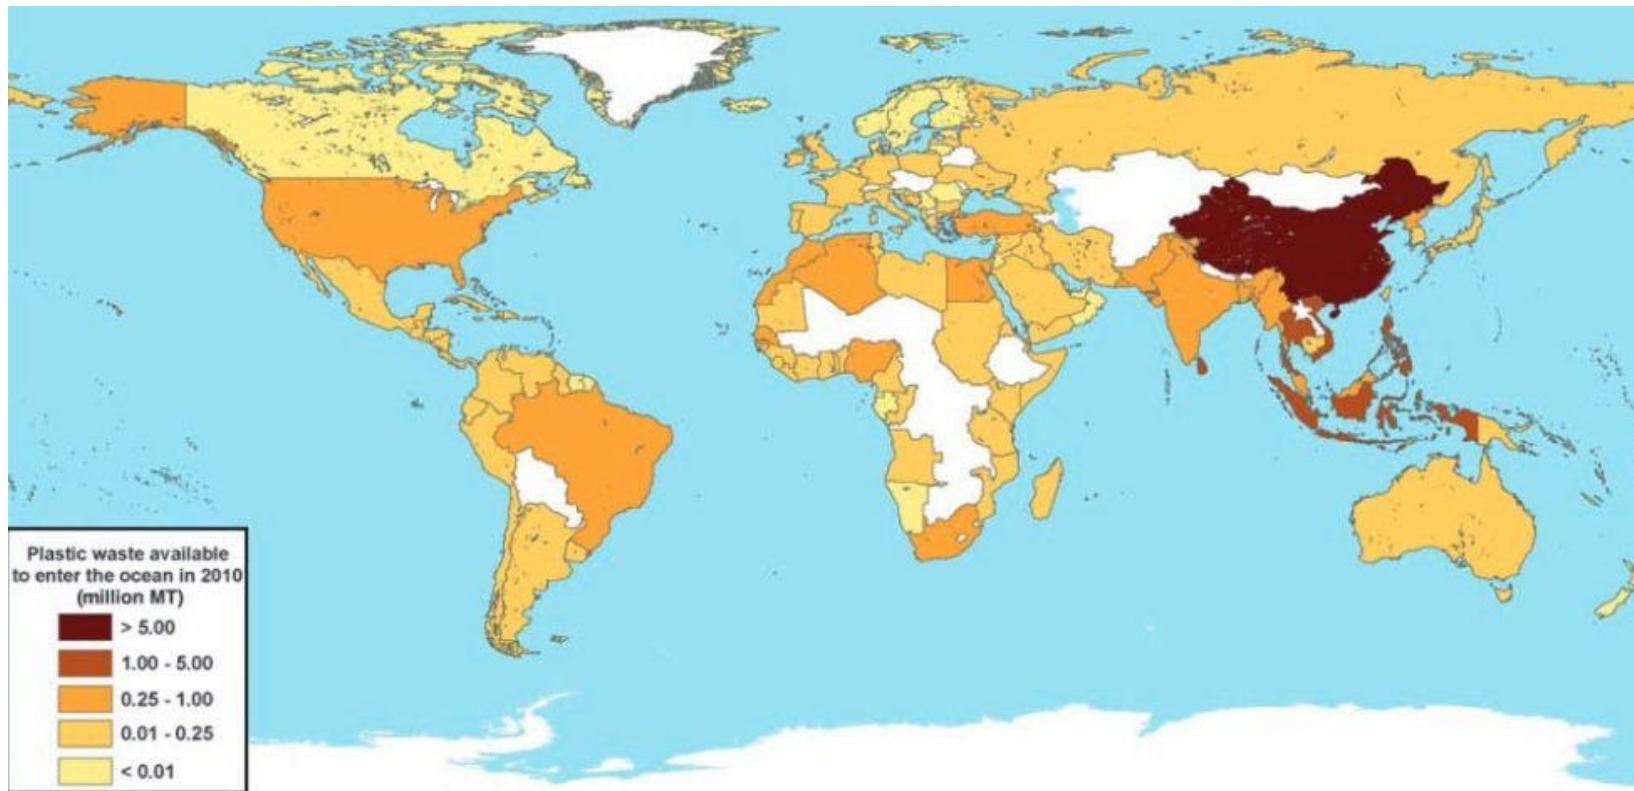 Plastic waste available
to enter the ocean in 2010
(million MT)
> 5.00
1.00 - 5.00
0.25 - 1.00
0.01 - 0.25
< 0.01